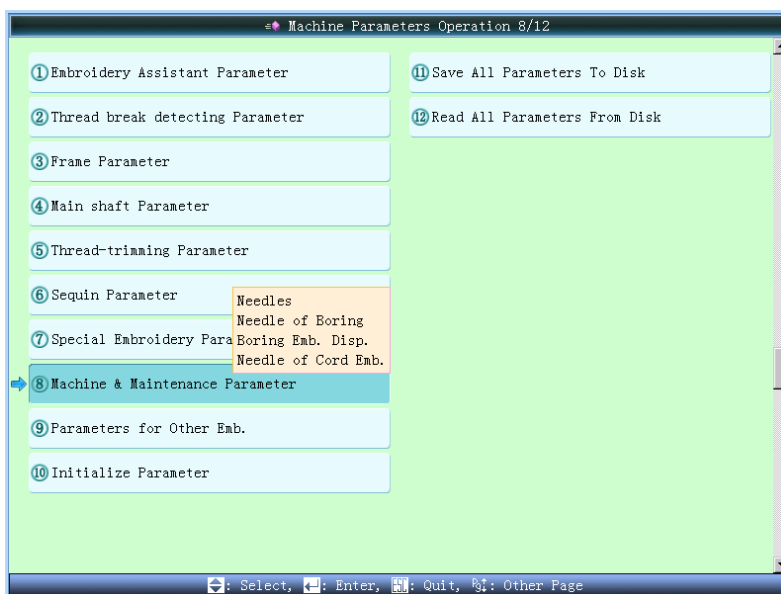 Machine Parameters Operation 8/12
①Embroidery Assistant Parameter
②Thread break detecting Parameter
③Frame Parameter
④Main shaft Parameter
⑤Thread-trimming Parameter
⑥Sequin Parameter
⑦Special Embroidery Para
Needles
Needle of Boring
Boring Emb. Disp.
Needle of Cord Emb.
⑧Machine & Maintenance Parameter
⑨Parameters for Other Emb.
⑩Initialize Parameter
⑪Save All Parameters To Disk
⑫Read All Parameters From Disk
: Select, : Enter, ESC: Quit, Pg: Other Page